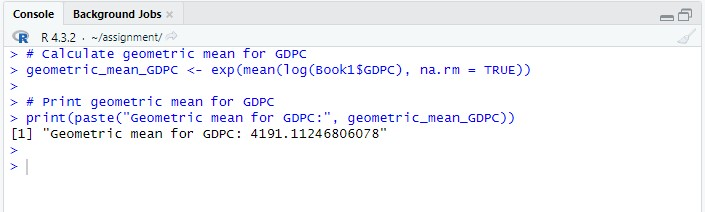 Console Background Jobs ×
R 4.3.2 · ~/assignment/
> # Calculate geometric mean for GDPC
> geometric_mean_GDPC <- exp(mean(log(Book1$GDPC), na.rm = TRUE))
>
> # Print geometric mean for GDPC
> print(paste("Geometric mean for GDPC:", geometric_mean_GDPC))
[1] "Geometric mean for GDPC: 4191.11246806078"
>
>